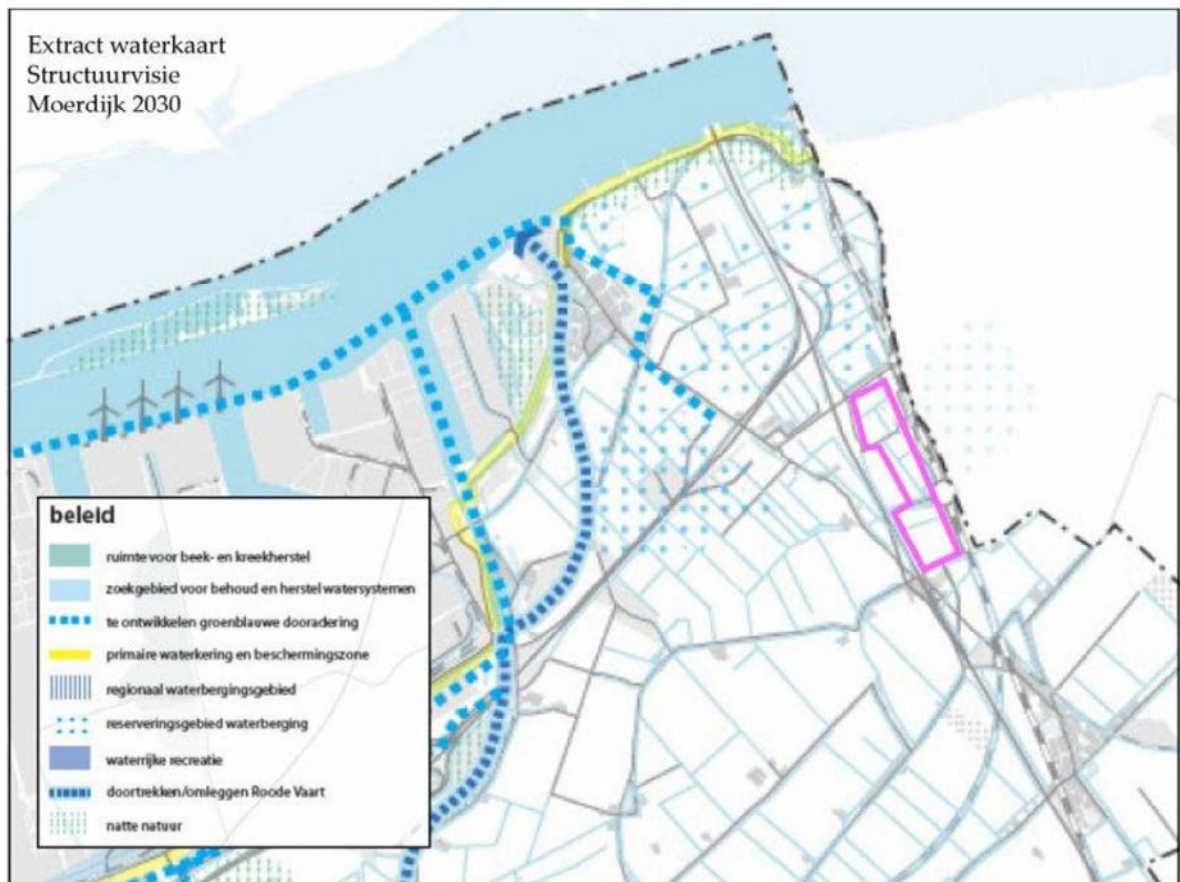 Extract waterkaart
Structuurvisie
Moerdijk 2030
beleid
ruimte voor beek- en kreekherstel
zoekgebied voor behoud en herstel watersystemen
te ontwikkelen groenblauwe dooradering
primaire waterkering en beschermingszone
regionaal waterbergingsgebied
reserveringsgebied waterberging
waterrijke recreatie
doortrekken/omleggen Roode Vaart
natte natuur